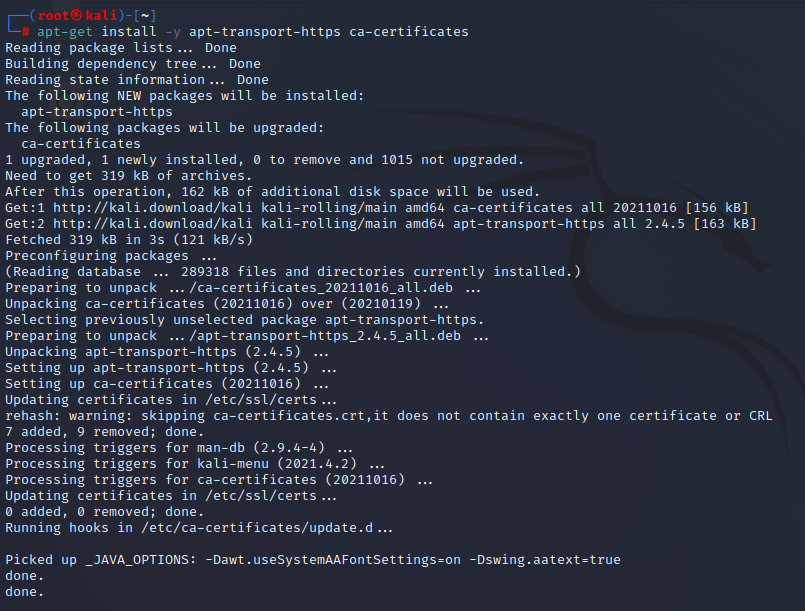 ┌──(root㉿kali)-[~]
└─# apt-get install -y apt-transport-https ca-certificates
Reading package lists... Done
Building dependency tree... Done
Reading state information... Done
The following NEW packages will be installed:
  apt-transport-https
The following packages will be upgraded:
  ca-certificates
1 upgraded, 1 newly installed, 0 to remove and 1015 not upgraded.
Need to get 319 kB of archives.
After this operation, 162 kB of additional disk space will be used.
Get:1 http://kali.download/kali kali-rolling/main amd64 ca-certificates all 20211016 [156 kB]
Get:2 http://kali.download/kali kali-rolling/main amd64 apt-transport-https all 2.4.5 [163 kB]
Fetched 319 kB in 3s (121 kB/s)
Preconfiguring packages ...
(Reading database ... 289318 files and directories currently installed.)
Preparing to unpack .../ca-certificates_20211016_all.deb ...
Unpacking ca-certificates (20211016) over (20210119) ...
Selecting previously unselected package apt-transport-https.
Preparing to unpack .../apt-transport-https_2.4.5_all.deb ...
Unpacking apt-transport-https (2.4.5) ...
Setting up apt-transport-https (2.4.5) ...
Setting up ca-certificates (20211016) ...
Updating certificates in /etc/ssl/certs...
rehash: warning: skipping ca-certificates.crt,it does not contain exactly one certificate or CRL
7 added, 9 removed; done.
Processing triggers for man-db (2.9.4-4) ...
Processing triggers for kali-menu (2021.4.2) ...
Processing triggers for ca-certificates (20211016) ...
Updating certificates in /etc/ssl/certs...
0 added, 0 removed; done.
Running hooks in /etc/ca-certificates/update.d...

Picked up _JAVA_OPTIONS: -Dawt.useSystemAAFontSettings=on -Dswing.aatext=true
done.
done.